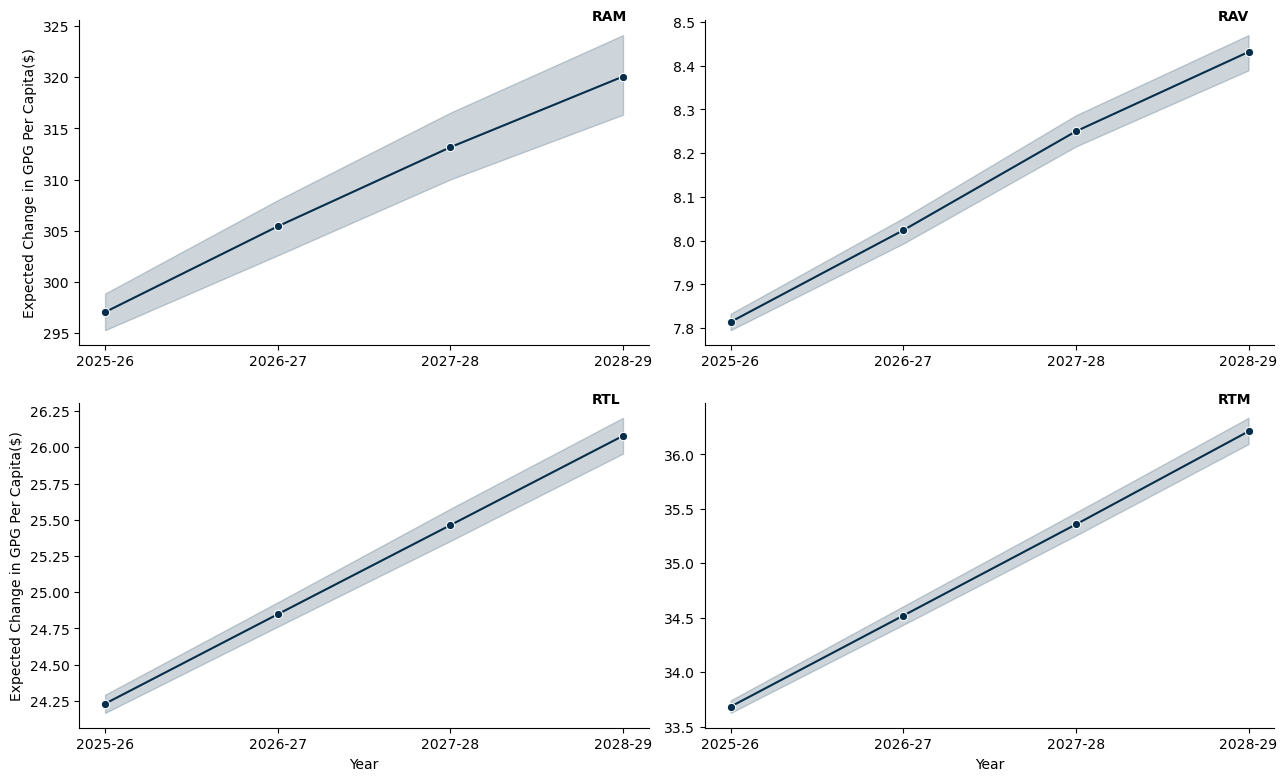 RAM
Expected Change in GPG Per Capita($)
325
320
315
310
305
300
295
2025-26 2026-27 2027-28 2028-29
RAV
8.5
8.4
8.3
8.2
8.1
8.0
7.9
7.8
2025-26 2026-27 2027-28 2028-29
RTL
Expected Change in GPG Per Capita($)
26.25
26.00
25.75
25.50
25.25
25.00
24.75
24.50
24.25
2025-26 2026-27 2027-28 2028-29
Year
RTM
36.0
35.5
35.0
34.5
34.0
33.5
2025-26 2026-27 2027-28 2028-29
Year